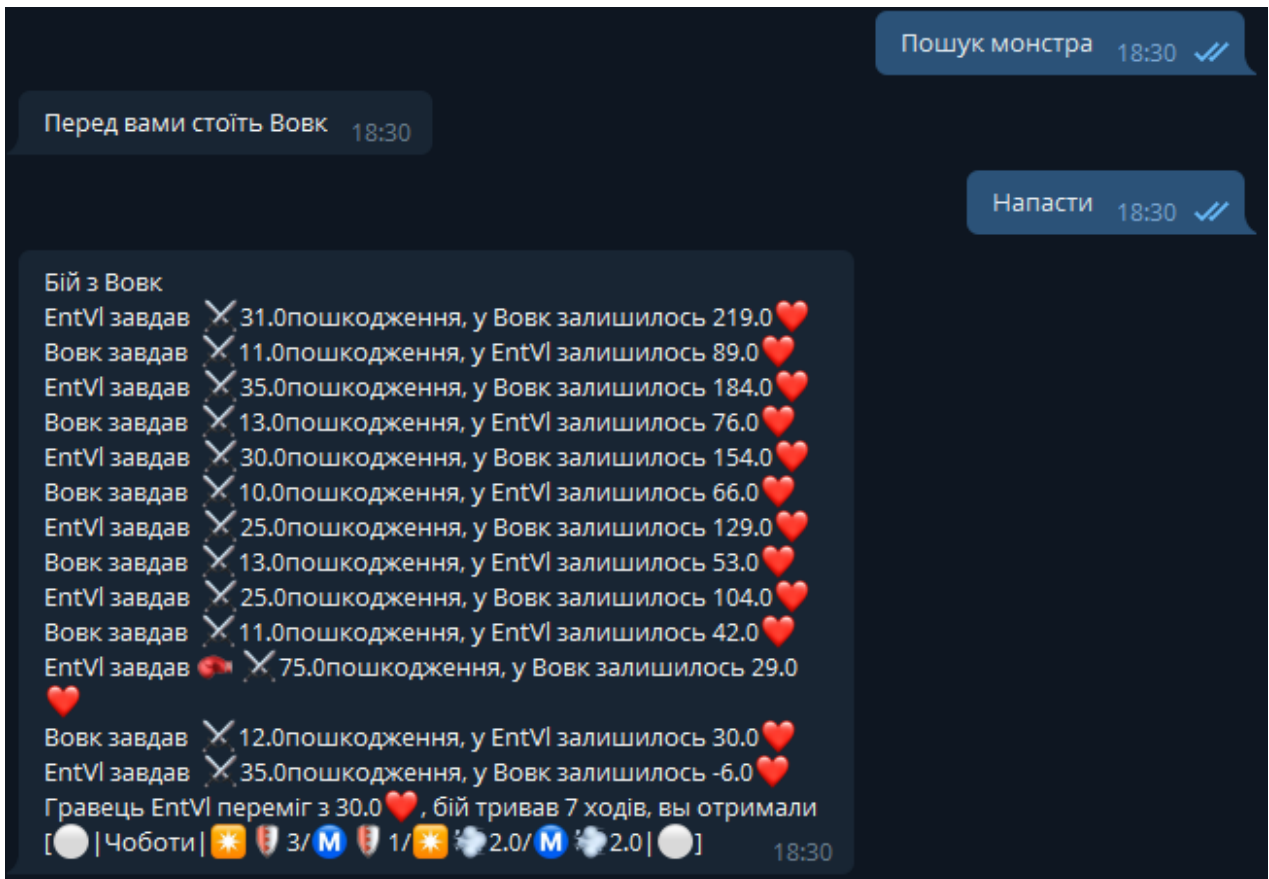 Пошук монстра 18:30
Перед вами стоїть Вовк 18:30
Напасти 18:30
Бій з Вовк
EntVl завдав ⚔31.0пошкодження, у Вовк залишилось 219.0❤️
Вовк завдав ⚔11.0пошкодження, у EntVl залишилось 89.0❤️
EntVl завдав ⚔35.0пошкодження, у Вовк залишилось 184.0❤️
Вовк завдав ⚔13.0пошкодження, у EntVl залишилось 76.0❤️
EntVl завдав ⚔30.0пошкодження, у Вовк залишилось 154.0❤️
Вовк завдав ⚔10.0пошкодження, у EntVl залишилось 66.0❤️
EntVl завдав ⚔25.0пошкодження, у Вовк залишилось 129.0❤️
Вовк завдав ⚔13.0пошкодження, у EntVl залишилось 53.0❤️
EntVl завдав ⚔25.0пошкодження, у Вовк залишилось 104.0❤️
Вовк завдав ⚔11.0пошкодження, у EntVl залишилось 42.0❤️
EntVl завдав 🥊 ⚔75.0пошкодження, у Вовк залишилось 29.0
❤️
Вовк завдав ⚔12.0пошкодження, у EntVl залишилось 30.0❤️
EntVl завдав ⚔35.0пошкодження, у Вовк залишилось -6.0❤️
Гравець EntVl переміг з 30.0❤️, бій тривав 7 ходів, вы отримали
[⚪|Чоботи|✴️🛡 3/Ⓜ️🛡 1/✴️💨2.0/Ⓜ️💨2.0|⚪] 18:30